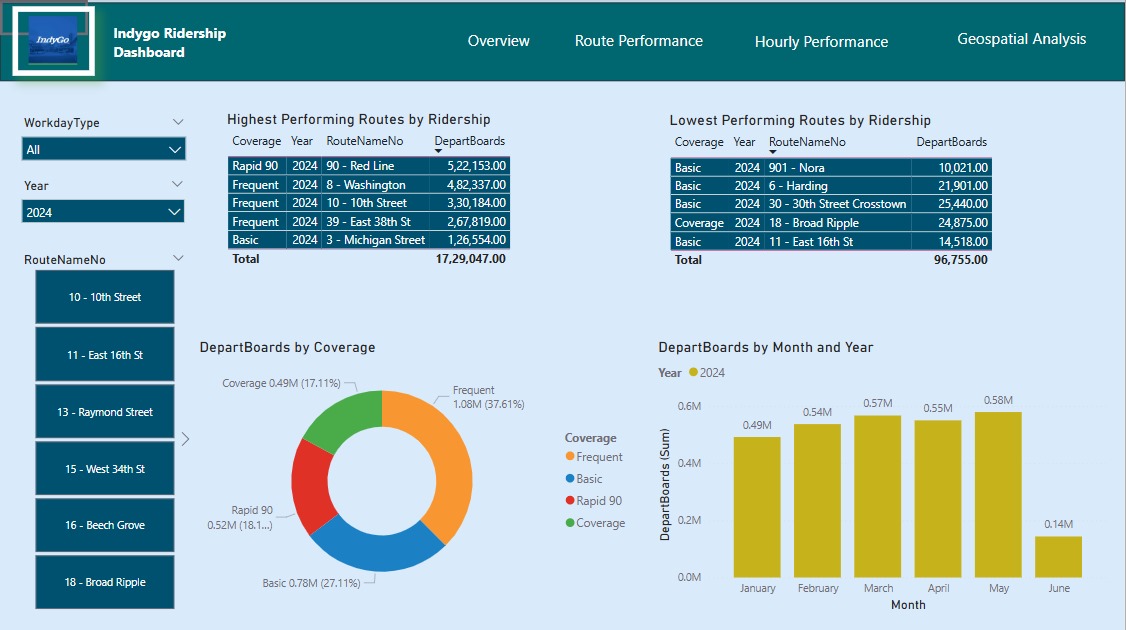 IndyGo
Indygo Ridership
Dashboard
Overview
Route Performance
Hourly Performance
Geospatial Analysis
WorkdayType
All
Year
2024
RouteNameNo
10 - 10th Street
11 - East 16th St
13 - Raymond Street
15 - West 34th St
16 - Beech Grove
18 - Broad Ripple
Highest Performing Routes by Ridership
Coverage Year RouteNameNo DepartBoards
Rapid 90 2024 90 - Red Line 5,22,153.00
Frequent 2024 8 - Washington 4,82,337.00
Frequent 2024 10 - 10th Street 3,30,184.00
Frequent 2024 39 - East 38th St 2,67,819.00
Basic 2024 3 - Michigan Street 1,26,554.00
Total 17,29,047.00
Lowest Performing Routes by Ridership
Coverage Year RouteNameNo DepartBoards
Basic 2024 901 - Nora 10,021.00
Basic 2024 6 - Harding 21,901.00
Basic 2024 30 - 30th Street Crosstown 25,440.00
Coverage 2024 18 - Broad Ripple 24,875.00
Basic 2024 11 - East 16th St 14,518.00
Total 96,755.00
DepartBoards by Coverage
Coverage 0.49M (17.11%)
Frequent
1.08M (37.61%)
Rapid 90
0.52M (18.1...)
Basic 0.78M (27.11%)
Coverage
Frequent
Basic
Rapid 90
Coverage
DepartBoards by Month and Year
Year 2024
DepartBoards (Sum)
0.6M
0.4M
0.2M
0.0M
0.49M
0.54M
0.57M
0.55M
0.58M
0.14M
January
February
March
April
May
June
Month